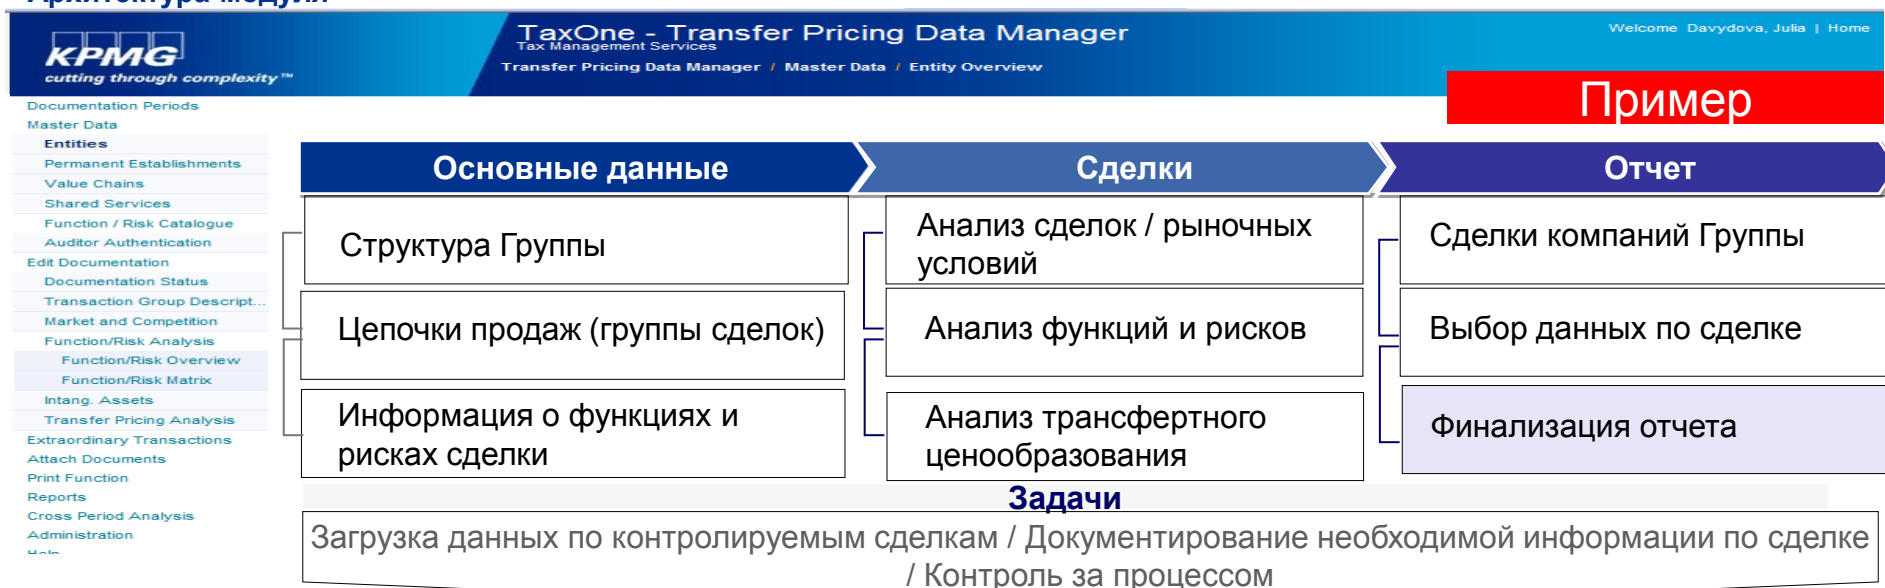 Архитектура модуля
KPMG
cutting through complexity™
TaxOne - Transfer Pricing Data Manager
Tax Management Services
Transfer Pricing Data Manager / Master Data / Entity Overview
Welcome Davydova, Julia | Home
Пример
Documentation Periods
Master Data
Entities
Permanent Establishments
Value Chains
Shared Services
Function / Risk Catalogue
Auditor Authentication
Edit Documentation
Documentation Status
Transaction Group Descript...
Market and Competition
Function/Risk Analysis
Function/Risk Overview
Function/Risk Matrix
Intang. Assets
Transfer Pricing Analysis
Extraordinary Transactions
Attach Documents
Print Function
Reports
Cross Period Analysis
Administration
Help
Основные данные
Структура Группы
Цепочки продаж (группы сделок)
Информация о функциях и
рисках сделки
Сделки
Анализ сделок / рыночных
условий
Анализ функций и рисков
Анализ трансфертного
ценообразования
Отчет
Сделки компаний Группы
Выбор данных по сделке
Финализация отчета
Задачи
Загрузка данных по контролируемым сделкам / Документирование необходимой информации по сделке
/ Контроль за процессом